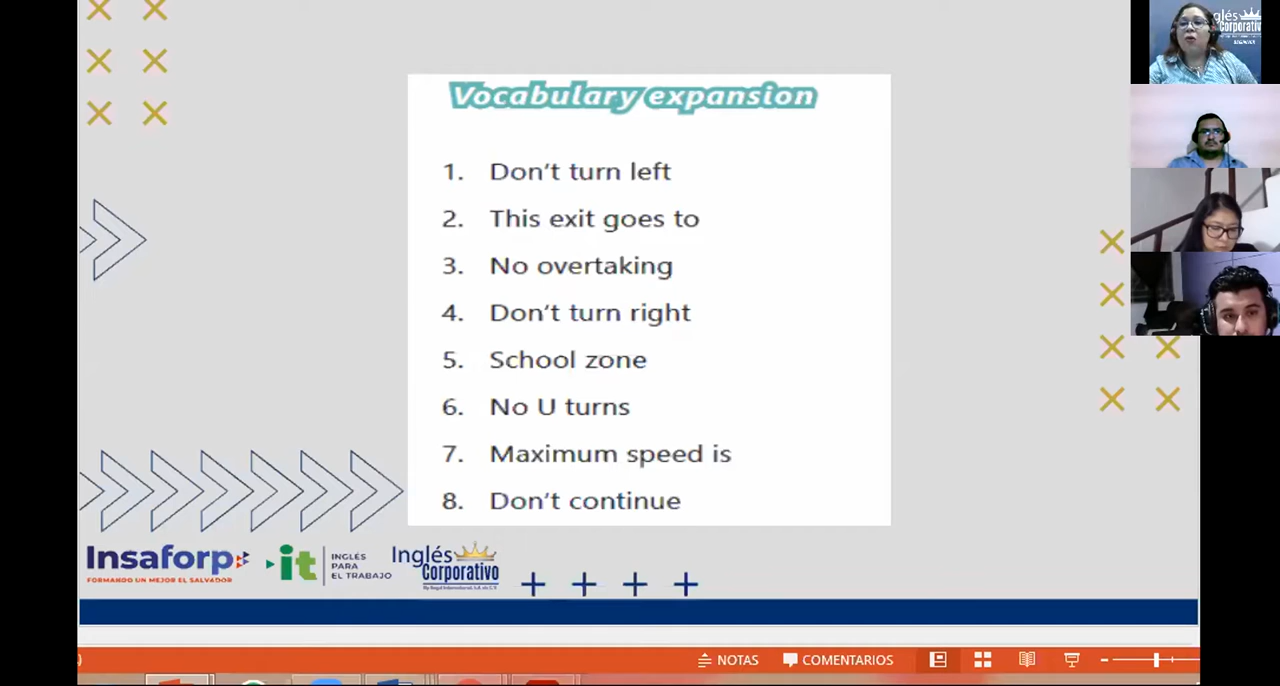 Vocabulary expansion
1. Don't turn left
2. This exit goes to
3. No overtaking
4. Don't turn right
5. School zone
6. No U turns
7. Maximum speed is
8. Don't continue
Insaforp
FORMANDO UN MEJOR EL SALVADOR
it
INGLÉS
PARA
EL TRABAJO
Inglés
Corporativo
glés
Corporativ
NOTAS
COMENTARIOS